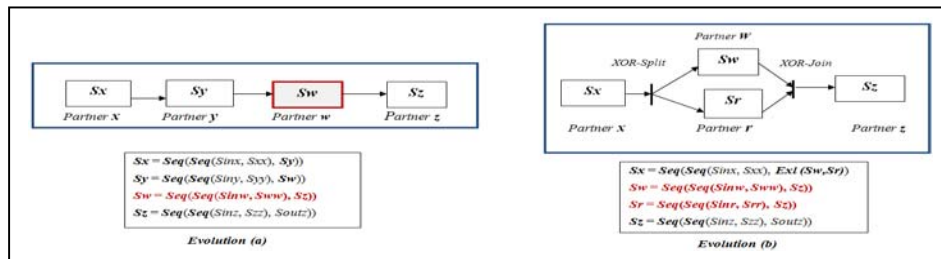 Sx
Sy
Sw
Sz
Partner x
Partner y
Partner w
Partner z
Sx = Seq(Seq(Sinx, Sxx), Sy))
Sy = Seq(Seq(Siny, Syy), Sw))
Sw = Seq(Seq(Sinw, Sww), Sz))
Sz = Seq(Seq(Sinz, Szz), Soutz))
Evolution (a)
Partner W
XOR-Split
Sw
XOR-Join
Sx
Sz
Sr
Partner x
Partner r
Partner z
Sx = Seq(Seq(Sinx, Sxx), Exl (Sw,Sr))
Sw = Seq(Seq(Sinw, Sww), Sz))
Sr = Seq(Seq(Sinr, Srr), Sz))
Sz = Seq(Seq(Sinz, Szz), Soutz))
Evolution (b)